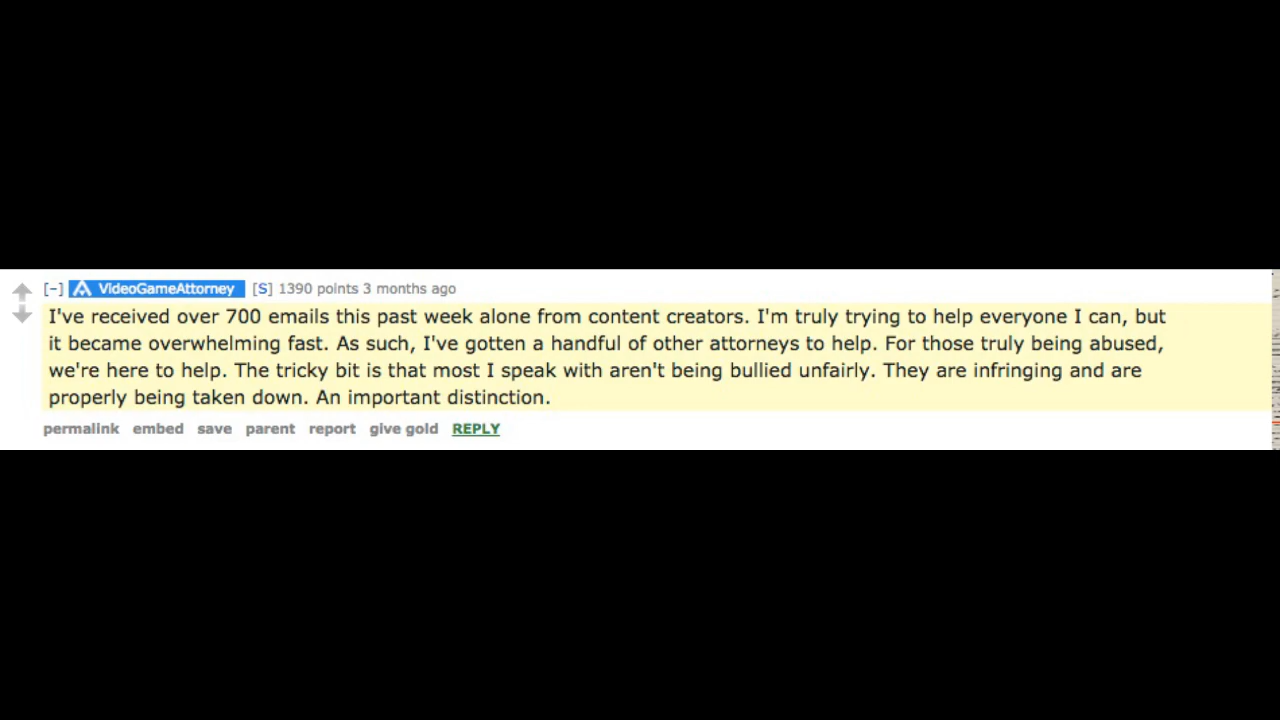 [-] VideoGameAttorney [S] 1390 points 3 months ago
I've received over 700 emails this past week alone from content creators. I'm truly trying to help everyone I can, but
it became overwhelming fast. As such, I've gotten a handful of other attorneys to help. For those truly being abused,
we're here to help. The tricky bit is that most I speak with aren't being bullied unfairly. They are infringing and are
properly being taken down. An important distinction.
permalink embed save parent report give gold REPLY